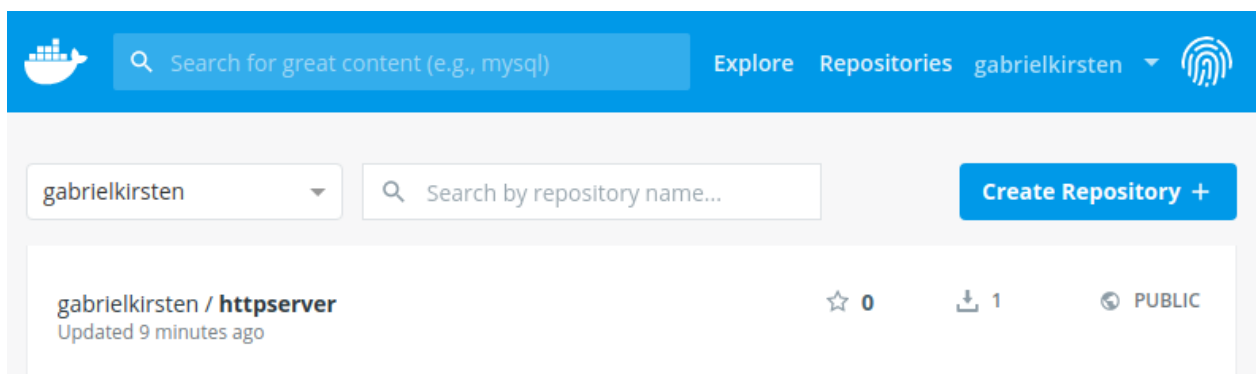 Search for great content (e.g., mysql) Explore Repositories gabrielkirsten
gabrielkirsten Search by repository name... Create Repository +
gabrielkirsten / httpserver 0 1 PUBLIC
Updated 9 minutes ago